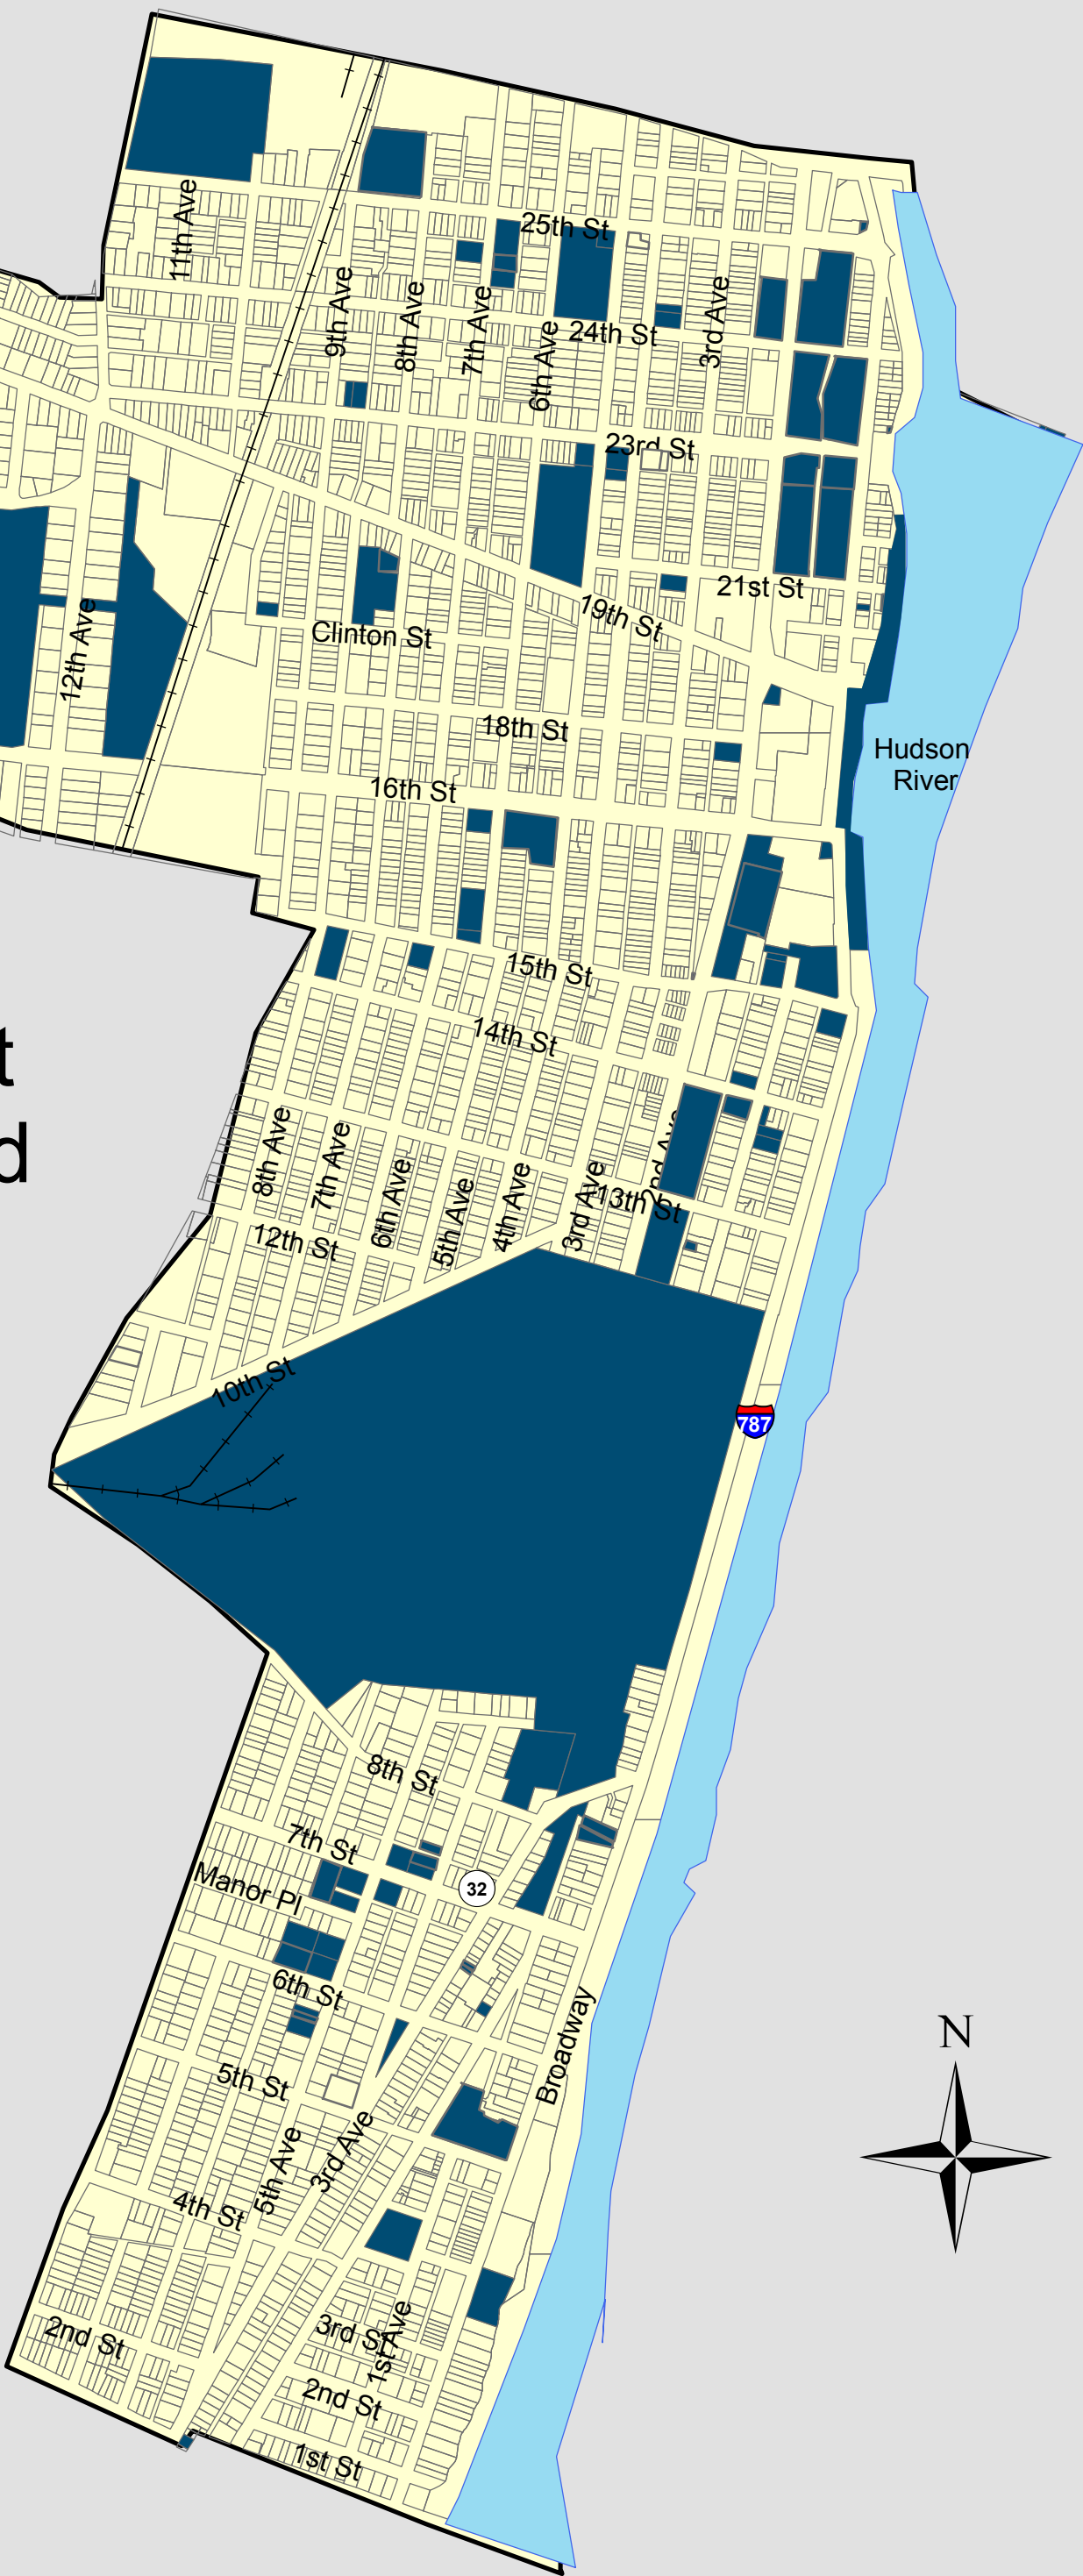 25th St
11th Ave
9th Ave
8th Ave
7th Ave
6th Ave
24th St
3rd Ave
23rd St
21st St
19th St
12th Ave
Clinton St
18th St
Hudson
River
16th St
15th St
14th St
t
d
8th Ave
7th Ave
6th Ave
5th Ave
4th Ave
3rd Ave
2nd Ave
13th St
12th St
10th St
787
8th St
7th St
Manor Pl
32
6th St
Broadway
N
5th St
5th Ave
3rd Ave
4th St
2nd St
3rd St
1st Ave
2nd St
1st St